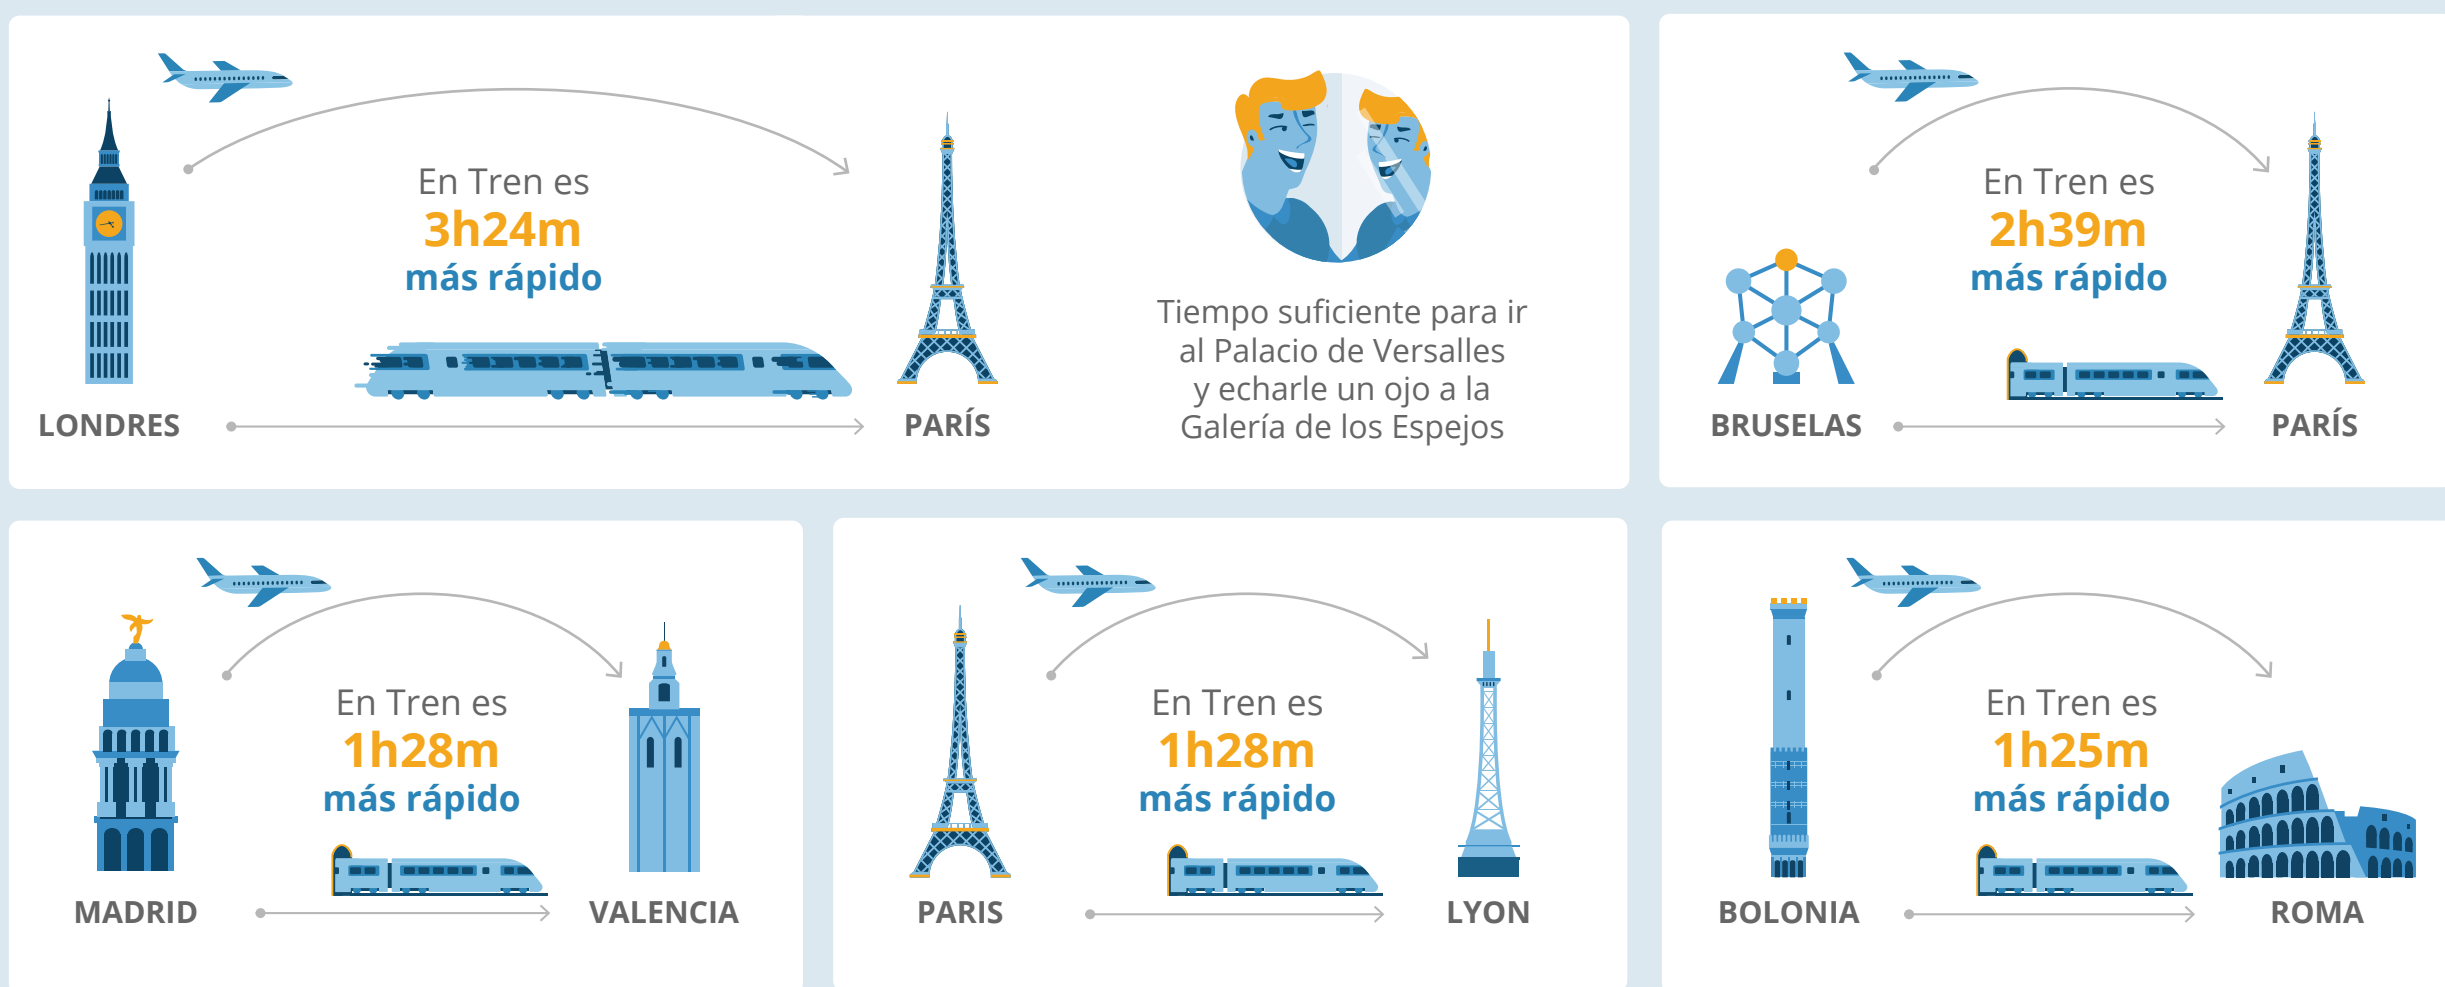 En Tren es
3h24m
más rápido
LONDRES
PARÍS
Tiempo suficiente para ir
al Palacio de Versalles
y echarle un ojo a la
Galería de los Espejos
En Tren es
2h39m
más rápido
BRUSELAS
PARÍS
En Tren es
1h28m
más rápido
MADRID
VALENCIA
En Tren es
1h28m
más rápido
PARIS
LYON
En Tren es
1h25m
más rápido
BOLONIA
ROMA